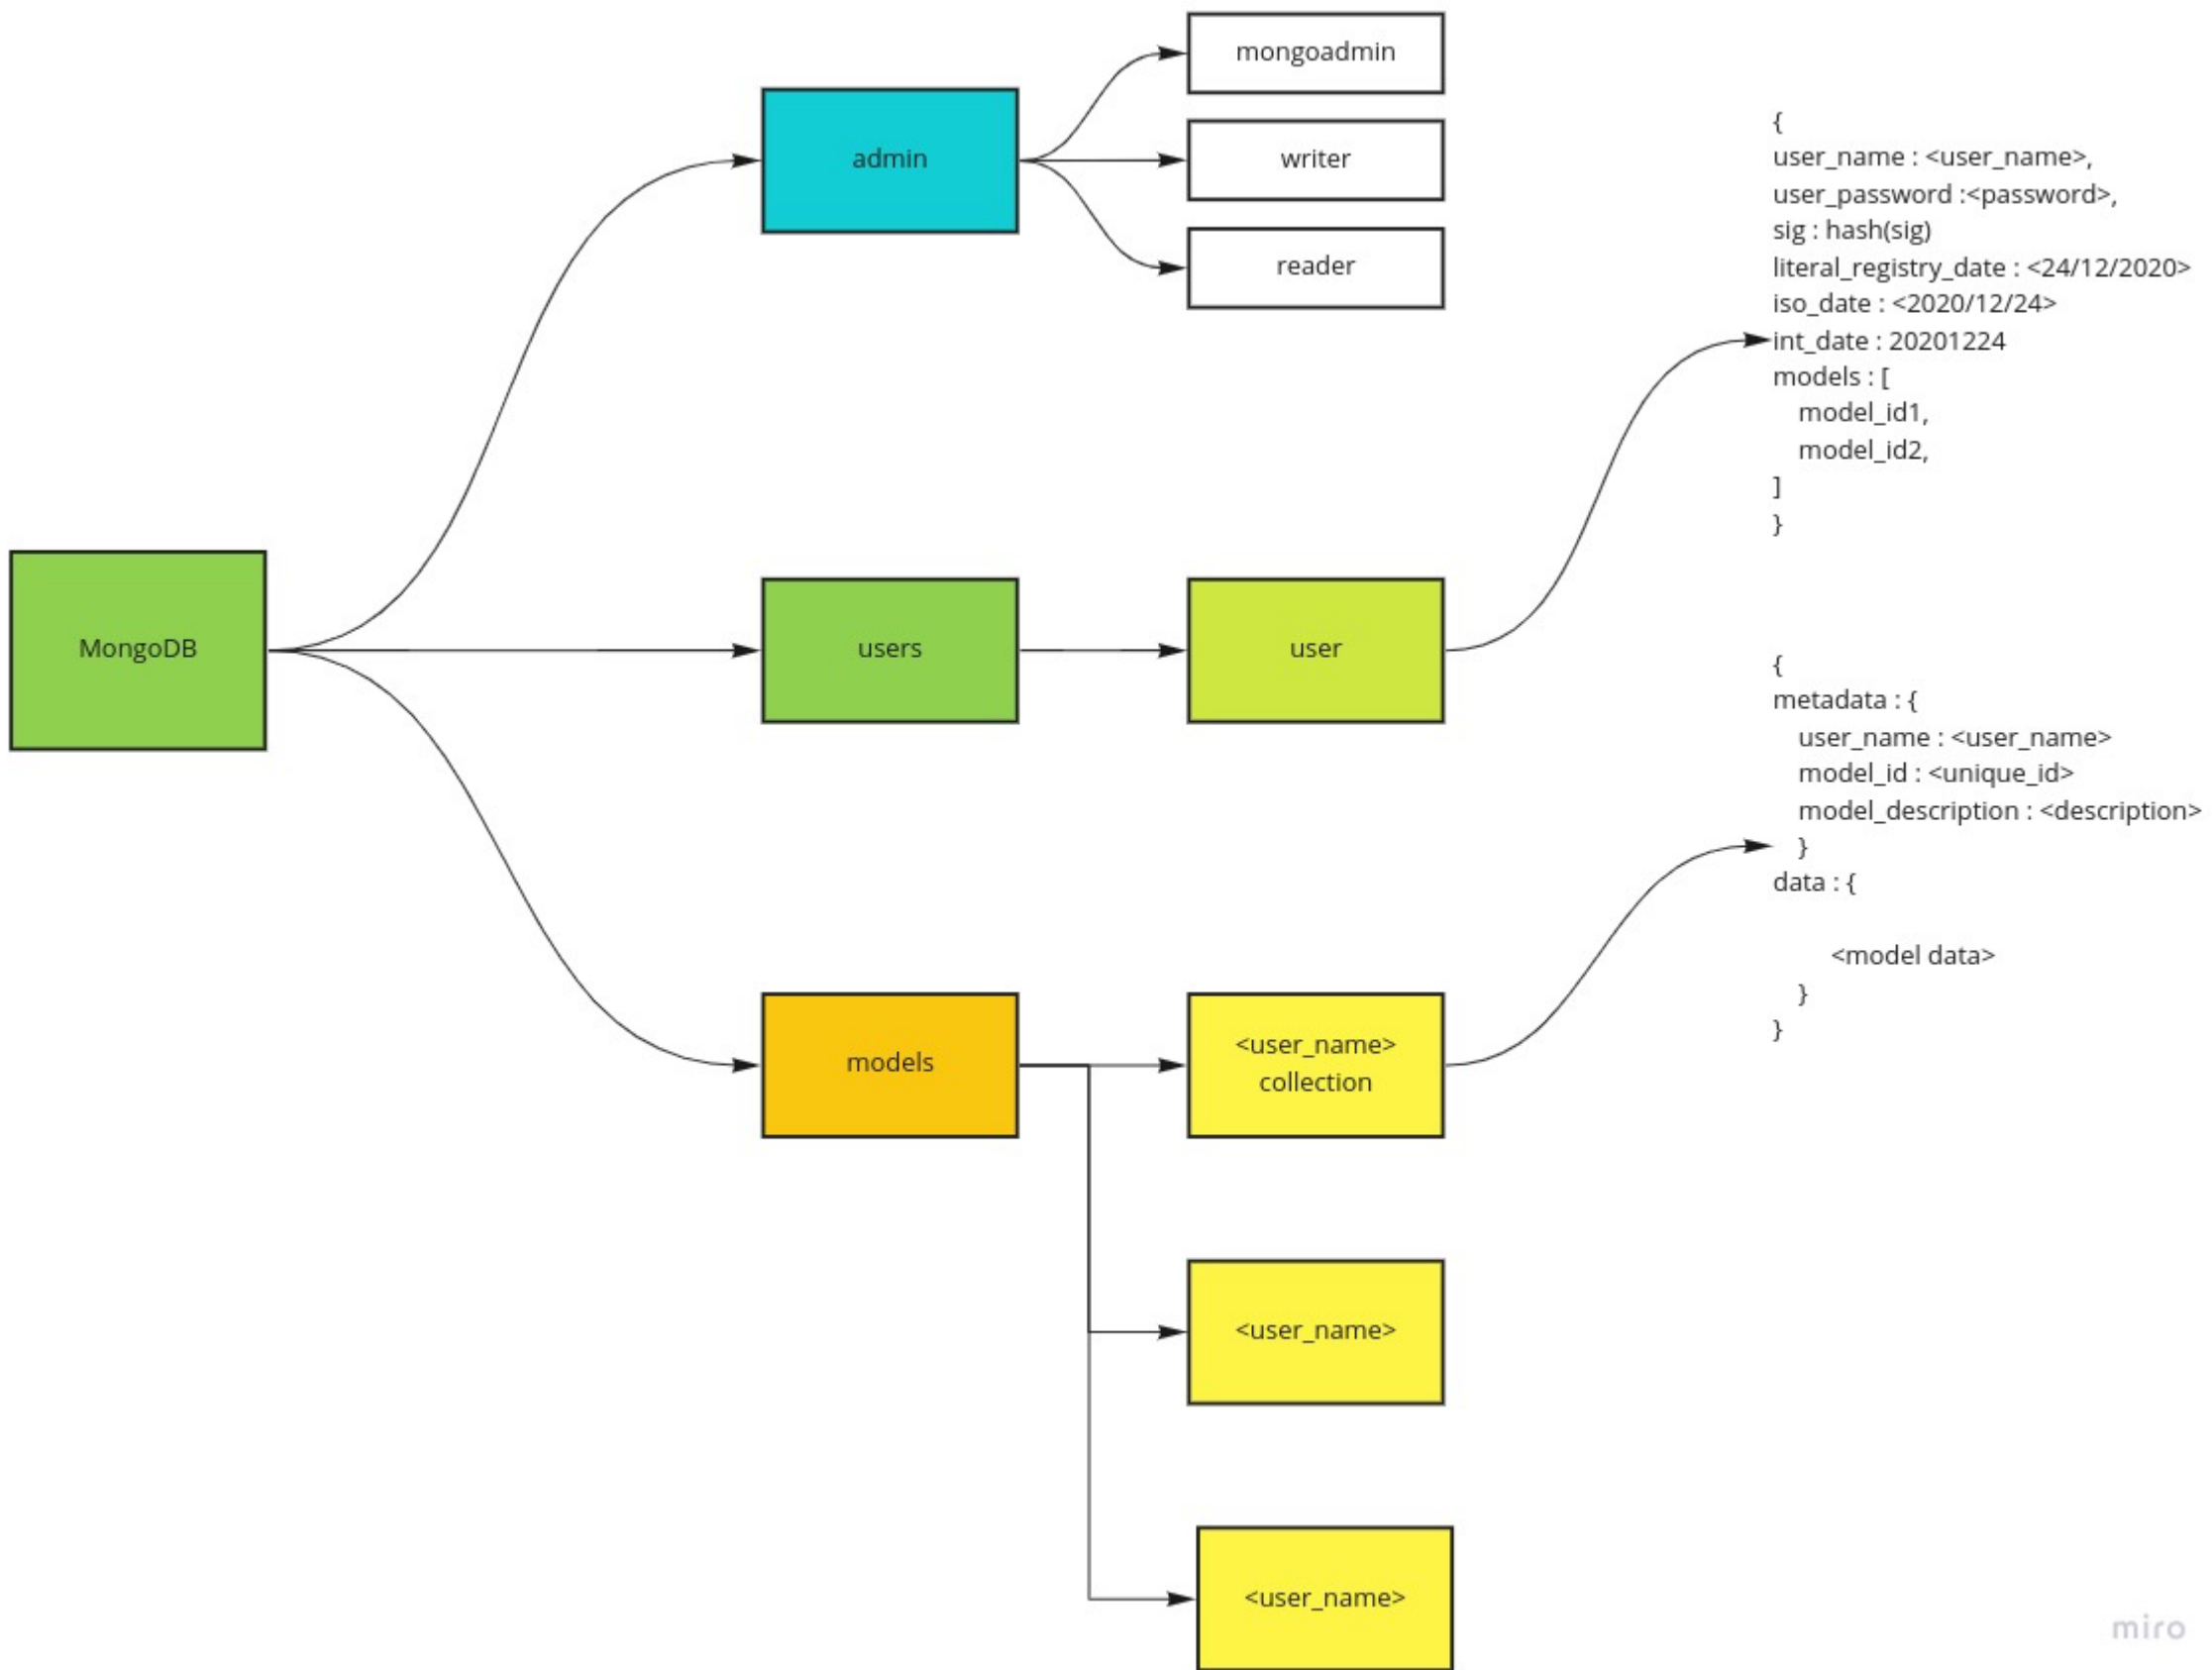 mongoadmin
admin
writer
reader
{
user_name : <user_name>,
user_password :<password>,
sig : hash(sig)
literal_registry_date : <24/12/2020>
iso_date : <2020/12/24>
int_date : 20201224
models : [
model_id1,
model_id2,
]
}
MongoDB
users
user
{
metadata : {
user_name : <user_name>
model_id : <unique_id>
model_description : <description>
}
data : {
<model data>
}
}
models
<user_name>
collection
<user_name>
<user_name>
miro